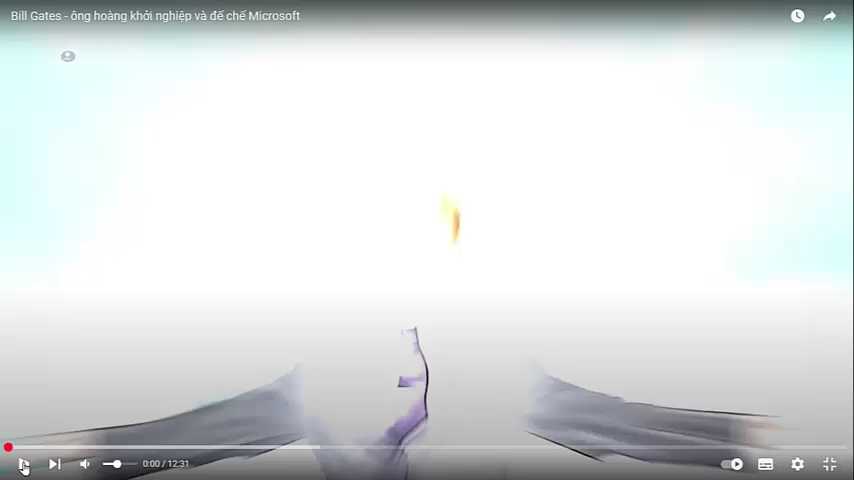 Bill Gates - ông hoàng khởi nghiệp và đế chế Microsoft
0:00 / 12:31